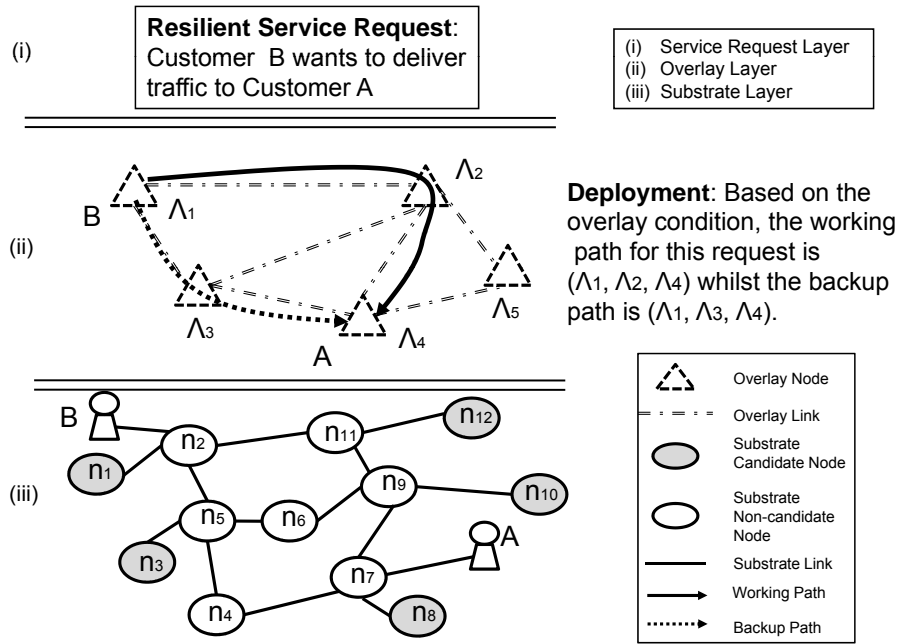 (i)
Resilient Service Request:
Customer B wants to deliver
traffic to Customer A
(i) Service Request Layer
(ii) Overlay Layer
(iii) Substrate Layer
(ii)
B
Λ1
Λ2
Λ3
A
Λ4
Λ5
Deployment: Based on the
overlay condition, the working
path for this request is
(Λ1, Λ2, Λ4) whilst the backup
path is (Λ1, Λ3, Λ4).
(iii)
B
n1
n2
n11
n12
n5
n6
n9
n10
n3
n4
n7
A
n8
Overlay Node
Overlay Link
Substrate
Candidate Node
Substrate
Non-candidate
Node
Substrate Link
Working Path
Backup Path